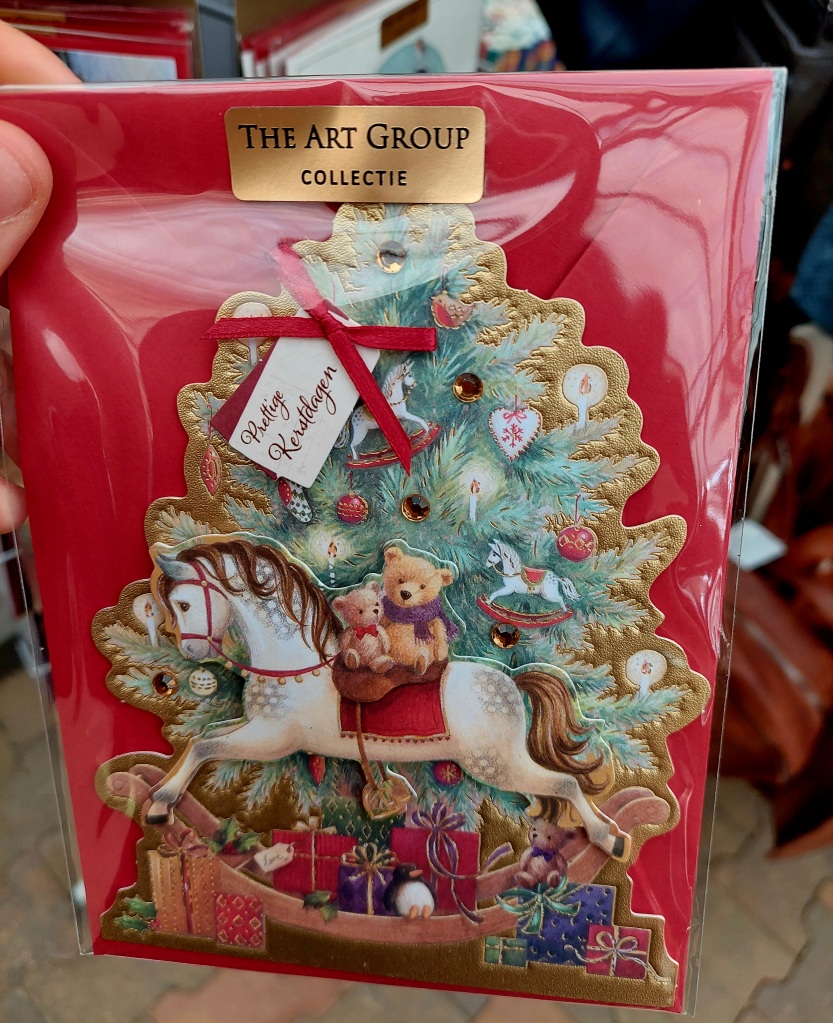 THE ART GROUP
COLLECTIE
Prettige
Kerstdagen